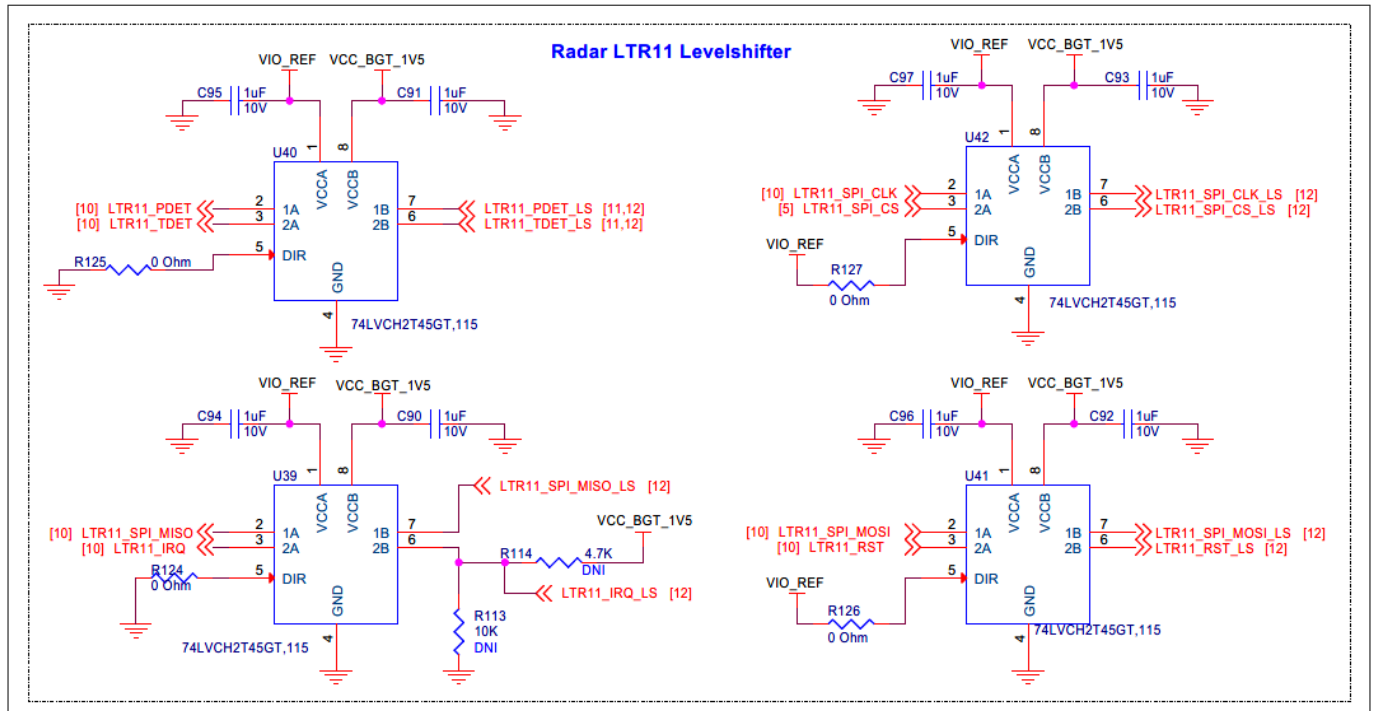 Radar LTR11 Levelshifter
VIO_REF VCC_BGT_1V5
C95 1uF 10V
C91 1uF 10V
U40
1 8
VCCA VCCB
[10] LTR11_PDET 2 1A 1B 7 LTR11_PDET_LS [11,12]
[10] LTR11_TDET 3 2A 2B 6 LTR11_TDET_LS [11,12]
R125 0 Ohm 5 DIR
GND
4
74LVCH2T45GT,115
VIO_REF VCC_BGT_1V5
C97 1uF 10V
C93 1uF 10V
U42
1 8
VCCA VCCB
[10] LTR11_SPI_CLK 2 1A 1B 7 LTR11_SPI_CLK_LS [12]
[5] LTR11_SPI_CS 3 2A 2B 6 LTR11_SPI_CS_LS [12]
VIO_REF 5 DIR
R127
0 Ohm
GND
4
74LVCH2T45GT,115
VIO_REF VCC_BGT_1V5
C94 1uF 10V
C90 1uF 10V
U39
1 8
VCCA VCCB
LTR11_SPI_MISO_LS [12]
[10] LTR11_SPI_MISO 2 1A 1B 7
[10] LTR11_IRQ 3 2A 2B 6
VCC_BGT_1V5
R114 4.7K
DNI
R124 5 DIR
0 Ohm
LTR11_IRQ_LS [12]
R113
10K
DNI
GND
4
74LVCH2T45GT,115
VIO_REF VCC_BGT_1V5
C96 1uF 10V
C92 1uF 10V
U41
1 8
VCCA VCCB
[10] LTR11_SPI_MOSI 2 1A 1B 7 LTR11_SPI_MOSI_LS [12]
[10] LTR11_RST 3 2A 2B 6 LTR11_RST_LS [12]
VIO_REF 5 DIR
R126
0 Ohm
GND
4
74LVCH2T45GT,115